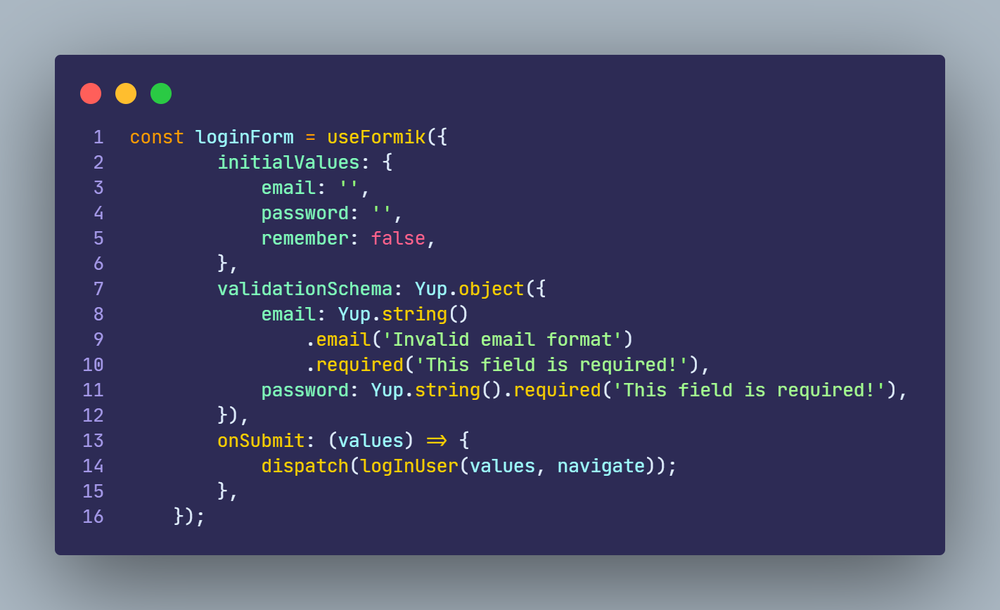 1 const loginForm = useFormik({
2         initialValues: {
3             email: '',
4             password: '',
5             remember: false,
6         },
7         validationSchema: Yup.object({
8             email: Yup.string()
9                 .email('Invalid email format')
10                 .required('This field is required!'),
11             password: Yup.string().required('This field is required!'),
12         }),
13         onSubmit: (values) => {
14             dispatch(logInUser(values, navigate));
15         },
16     });